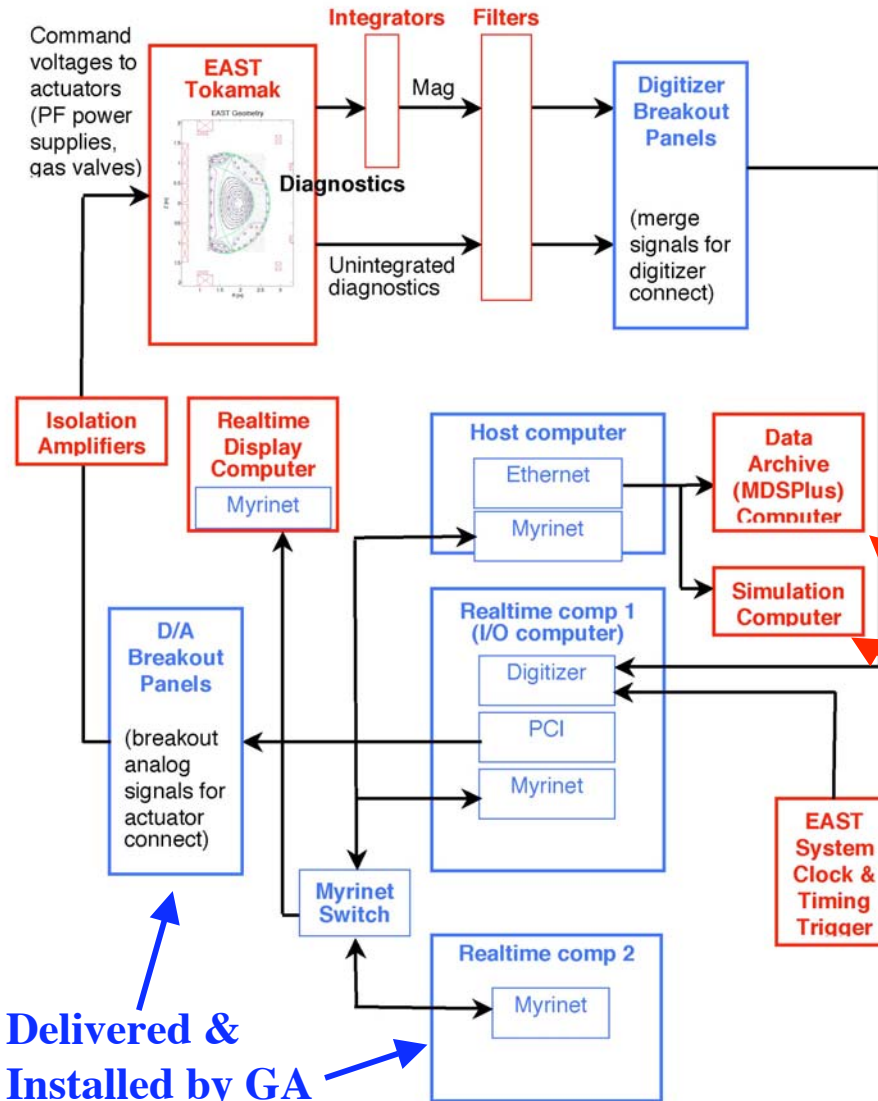 Integrators
Filters
Command
voltages to
actuators
(PF power
supplies,
gas valves)
EAST
Tokamak
EAST Geometry
Diagnostics
Mag
Unintegrated
diagnostics
Digitizer
Breakout
Panels
(merge
signals for
digitizer
connect)
Isolation
Amplifiers
Realtime
Display
Computer
Myrinet
Host computer
Ethernet
Myrinet
Data
Archive
(MDSPlus)
Computer
Simulation
Computer
Realtime comp 1
(I/O computer)
Digitizer
PCI
Myrinet
D/A
Breakout
Panels
(breakout
analog
signals for
actuator
connect)
Myrinet
Switch
EAST
System
Clock &
Timing
Trigger
Realtime comp 2
Myrinet
Delivered &
Installed by GA